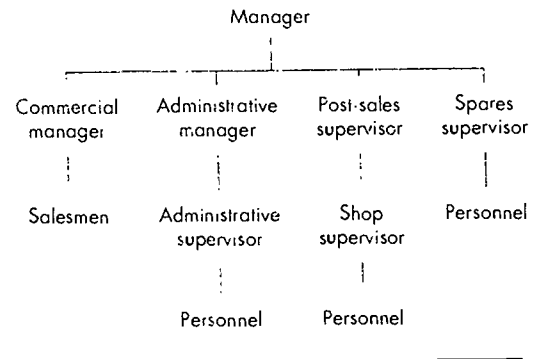 Manager
Commercial manager
Administrative manager
Post-sales supervisor
Spares supervisor
Salesmen
Administrative supervisor
Shop supervisor
Personnel
Personnel
Personnel